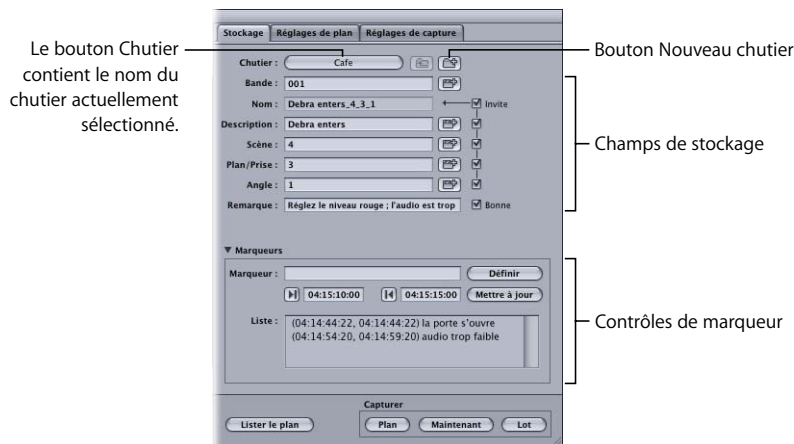 Stockage Réglages de plan Réglages de capture
Le bouton Chutier
contient le nom du
chutier actuellement
sélectionné.
Chutier : Cafe
Bouton Nouveau chutier
Bande : 001
Nom : Debra enters_4_3_1 Invite
Description : Debra enters
Scène : 4
Plan/Prise : 3
Angle : 1
Remarque : Réglez le niveau rouge ; l'audio est trop Bonne
Champs de stockage
Marqueurs
Marqueur : Définir
04:15:10:00 04:15:15:00 Mettre à jour
Liste : (04:14:44:22, 04:14:44:22) la porte s'ouvre
(04:14:54:20, 04:14:59:20) audio trop faible
Contrôles de marqueur
Capturer
Lister le plan Plan Maintenant Lot